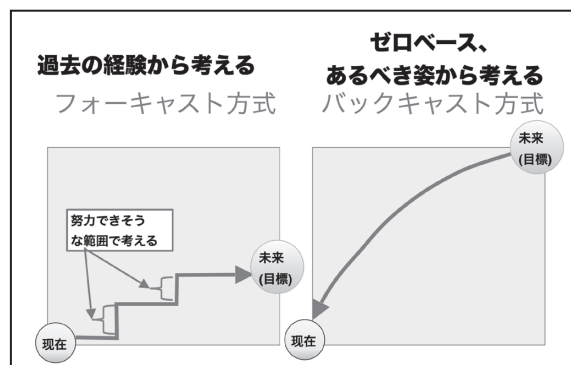 過去の経験から考える
フォーキャスト方式
努力できそう
な範囲で考える
未来
(目標)
現在
ゼロベース、
あるべき姿から考える
バックキャスト方式
未来
(目標)
現在